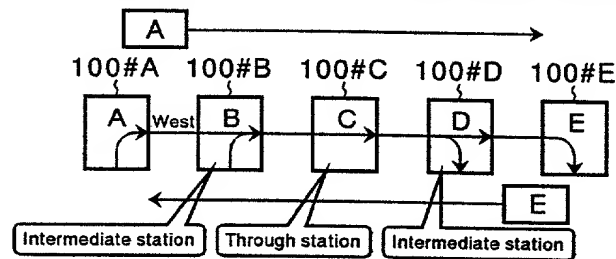 A
100#A 100#B 100#C 100#D 100#E
A West B C D E
E
Intermediate station Through station Intermediate station